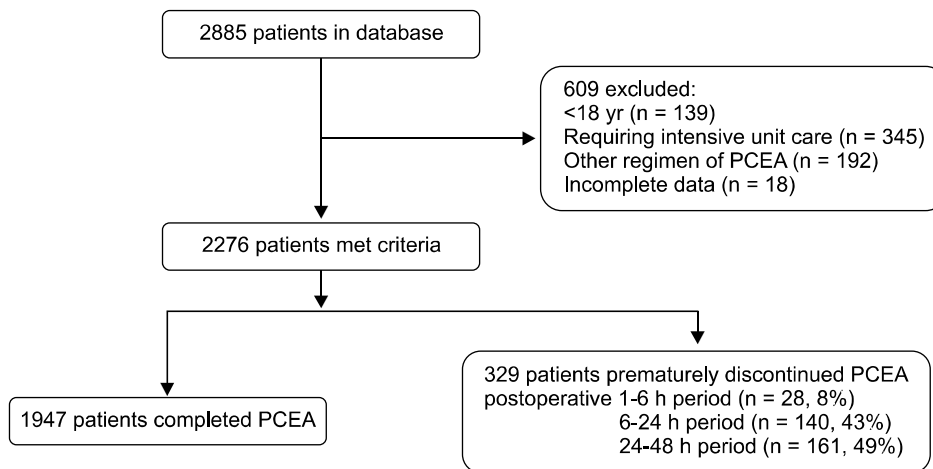 2885 patients in database
609 excluded:
<18 yr (n = 139)
Requiring intensive unit care (n = 345)
Other regimen of PCEA (n = 192)
Incomplete data (n = 18)
2276 patients met criteria
1947 patients completed PCEA
329 patients prematurely discontinued PCEA
postoperative 1-6 h period (n = 28, 8%)
6-24 h period (n = 140, 43%)
24-48 h period (n = 161, 49%)